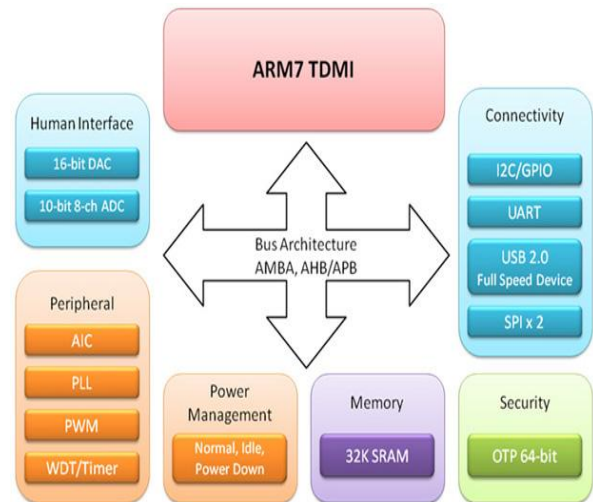 ARM7 TDMI
Human Interface
16-bit DAC
10-bit 8-ch ADC
Connectivity
I2C/GPIO
UART
USB 2.0
Full Speed Device
SPI x 2
Bus Architecture
AMBA, AHB/APB
Peripheral
AIC
PLL
PWM
WDT/Timer
Power
Management
Normal, Idle,
Power Down
Memory
32K SRAM
Security
OTP 64-bit